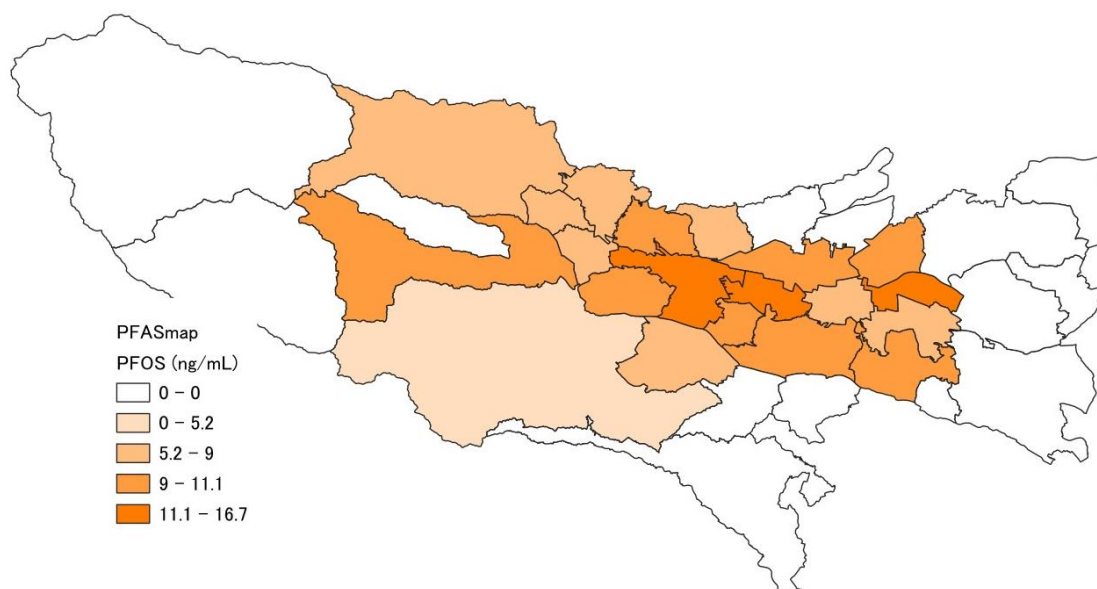 PFASmap
PFOS (ng/mL)
0 - 0
0 - 5.2
5.2 - 9
9 - 11.1
11.1 - 16.7